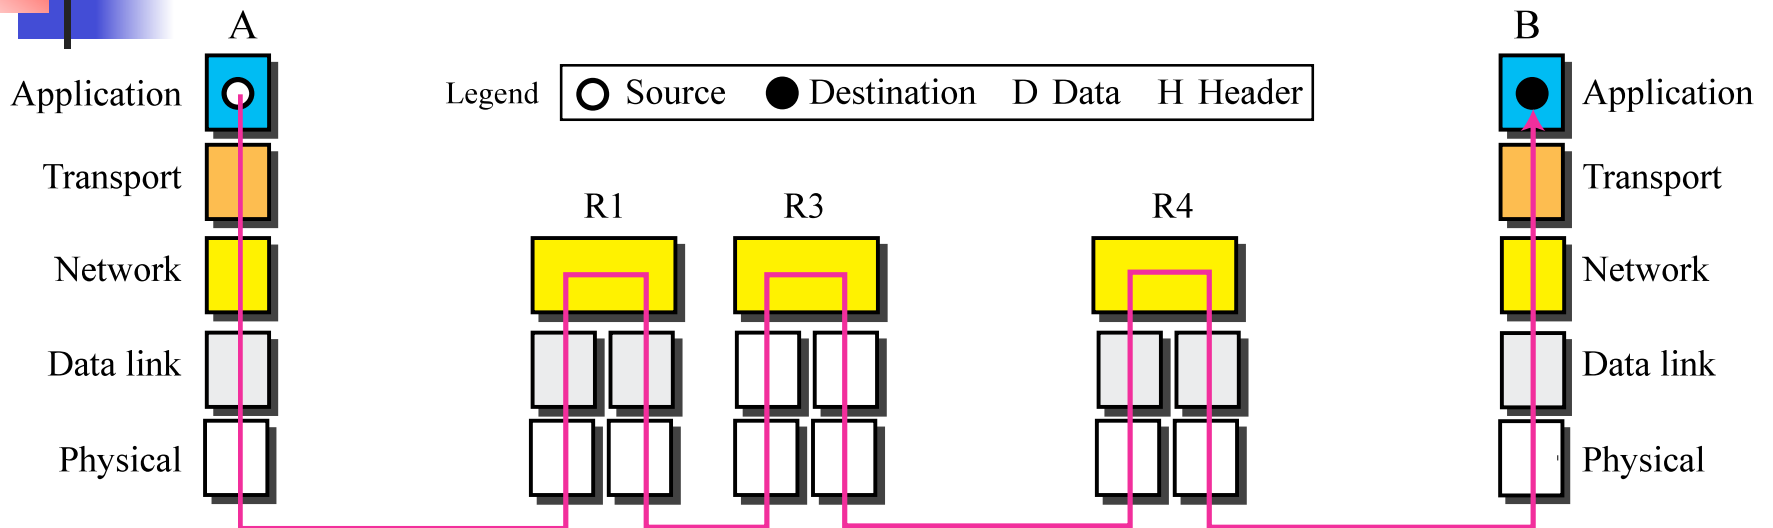 A
B
Application
Legend
Source
Destination
D Data
H Header
Application
Transport
Transport
R1
R3
R4
Network
Network
Data link
Data link
Physical
Physical